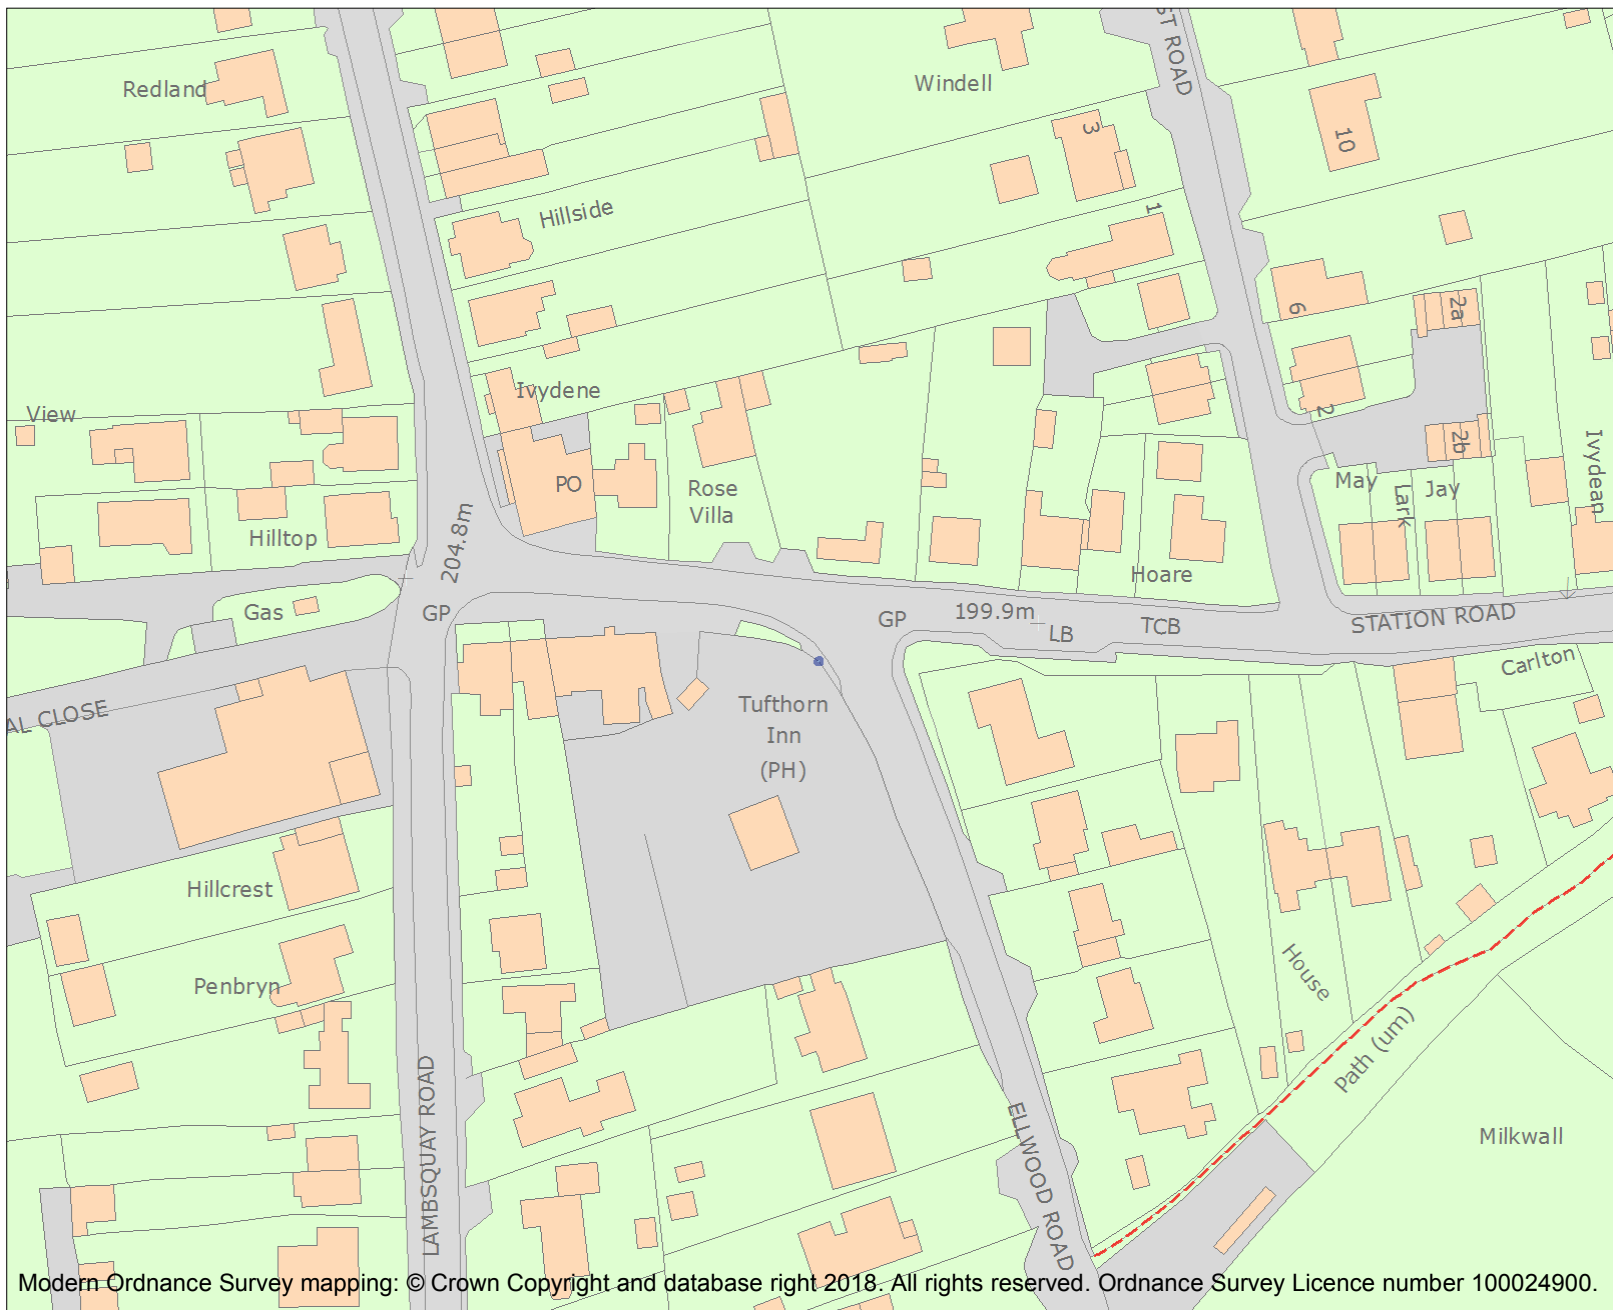 ST ROAD
Redland
Windell
10
3
Hillside
1
6
2a
Ivydene
View
2
2b
Ivydean
PO
Rose
Villa
May
Lark
Jay
204.8m
Hilltop
Hoare
Gas
GP
GP
199.9m
LB
TCB
STATION ROAD
Carlton
AL CLOSE
Tufthorn
Inn
(PH)
Hillcrest
Penbryn
House
Path (um)
LAMBSQUAY ROAD
ELLWOOD ROAD
Milkwall
Modern Ordnance Survey mapping: © Crown Copyright and database right 2018. All rights reserved. Ordnance Survey Licence number 100024900.